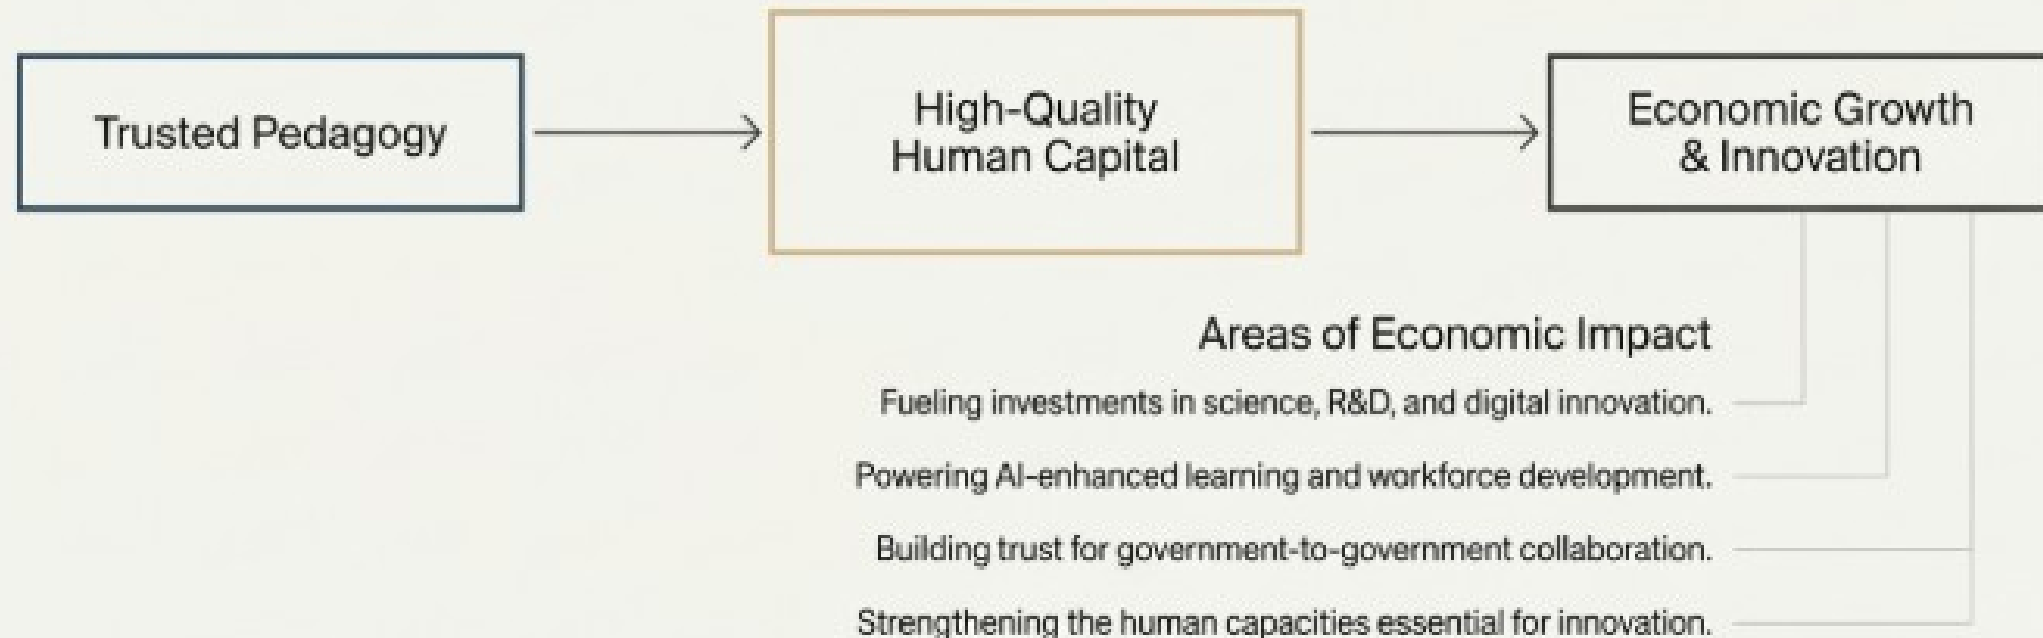 Trusted Pedagogy
High-Quality
Human Capital
Economic Growth
& Innovation
Areas of Economic Impact
Fueling investments in science, R&D, and digital innovation.
Powering AI-enhanced learning and workforce development.
Building trust for government-to-government collaboration.
Strengthening the human capacities essential for innovation.